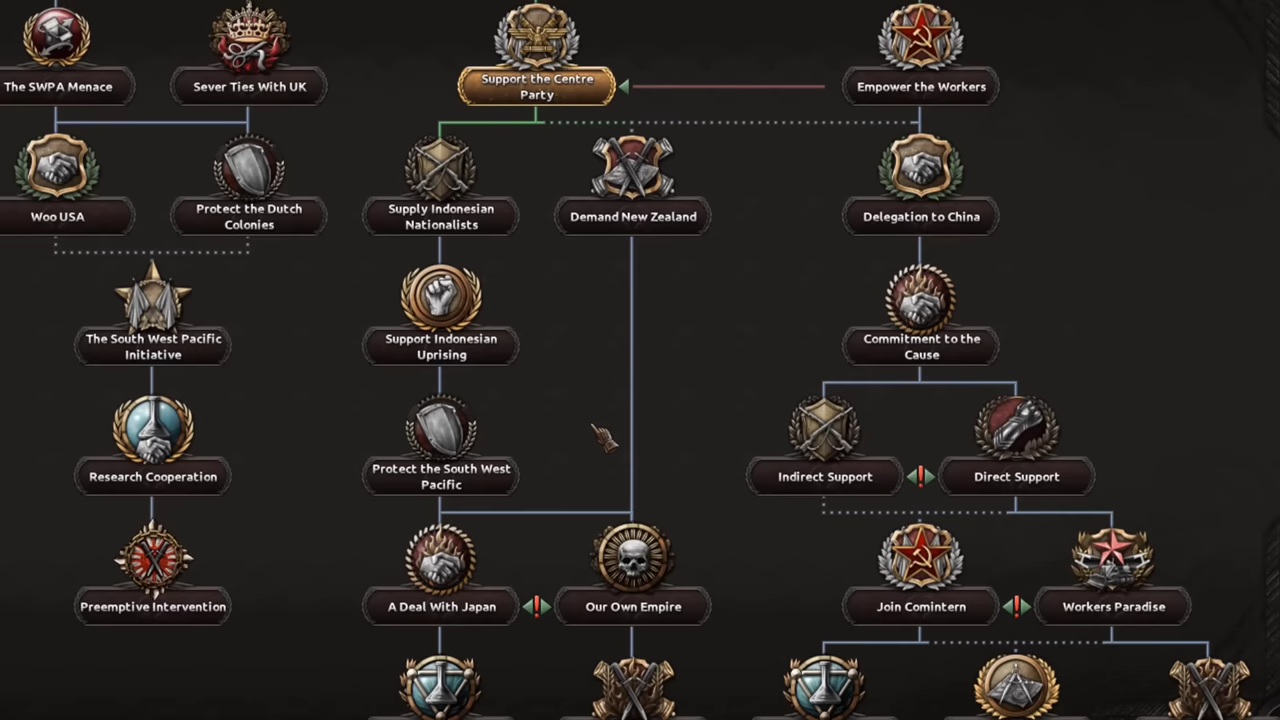 The SWPA Menace
Sever Ties With UK
Support the Centre
Party
Empower the Workers
Woo USA
Protect the Dutch
Colonies
Supply Indonesian
Nationalists
Demand New Zealand
Delegation to China
The South West Pacific
Initiative
Support Indonesian
Uprising
Commitment to the
Cause
Research Cooperation
Protect the South West
Pacific
Indirect Support
Direct Support
Preemptive Intervention
A Deal With Japan
Our Own Empire
Join Comintern
Workers Paradise